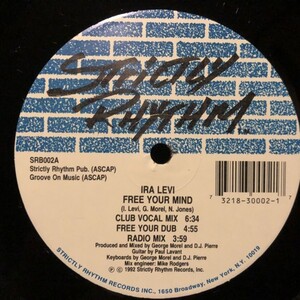 STRICTLY
RHYTHM
SRB002A
Strictly Rhythm Pub. (ASCAP)
Groove On Music (ASCAP)
7 3218-30002-1 7
IRA LEVI
FREE YOUR MIND
(I. Levi, G. Morel, N. Jones)
CLUB VOCAL MIX 6:34
FREE YOUR DUB 4:55
RADIO MIX 3:59
Produced and Mixed by George Morel and D.J. Pierre
Guitar by Paul Lavant
Keyboards by George Morel and D.J. Pierre
Mix engineer: Mike Rodgers
© 1992 Strictly Rhythm Records, Inc.
STRICTLY RHYTHM RECORDS INC., 1650 Broadway, New York, N.Y. 10019